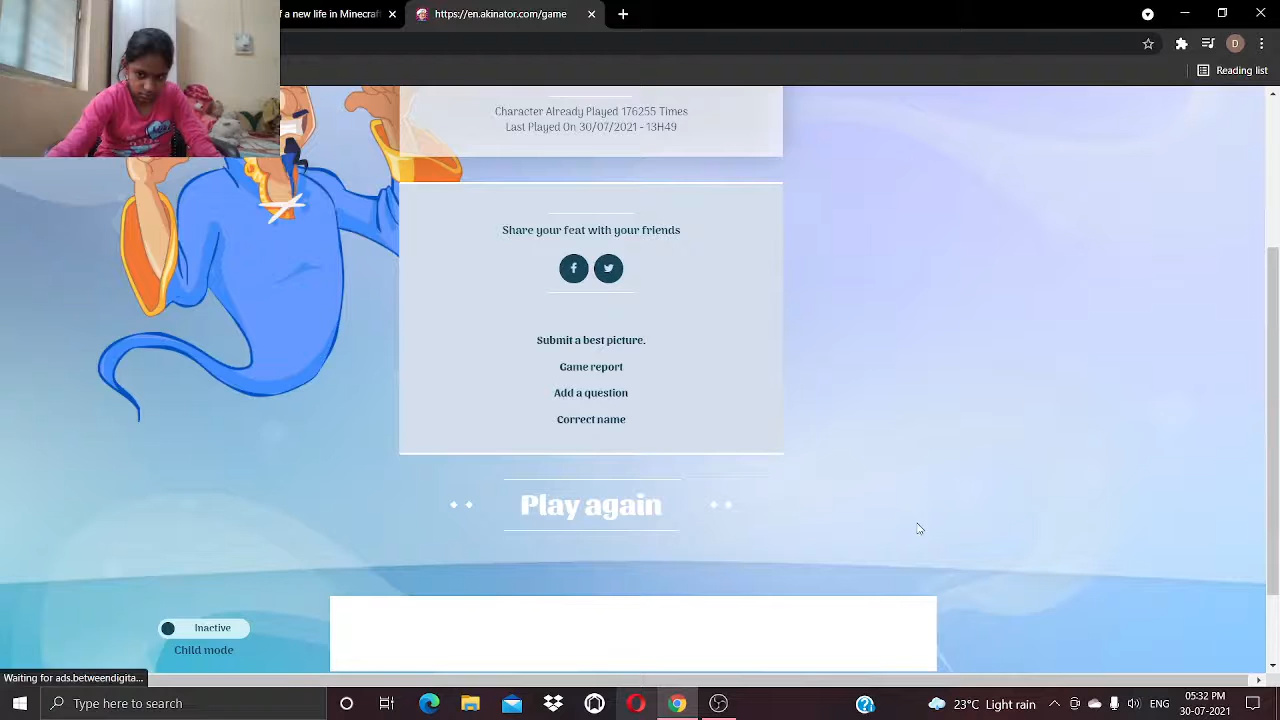 f a new life in Minecraf
https://en.akinator.com/
D
Reading list
Character Already Played 176255 Times
Last Played On 30/07/2021 - 13H49
Share your feat with your friends
Submit a best picture.
Game report
Add a question
Correct name
Play again
Inactive
Child mode
Waiting for ads.betweendigita...
Type here to search
23°C Light rain
05:32 PM
30-07-2021